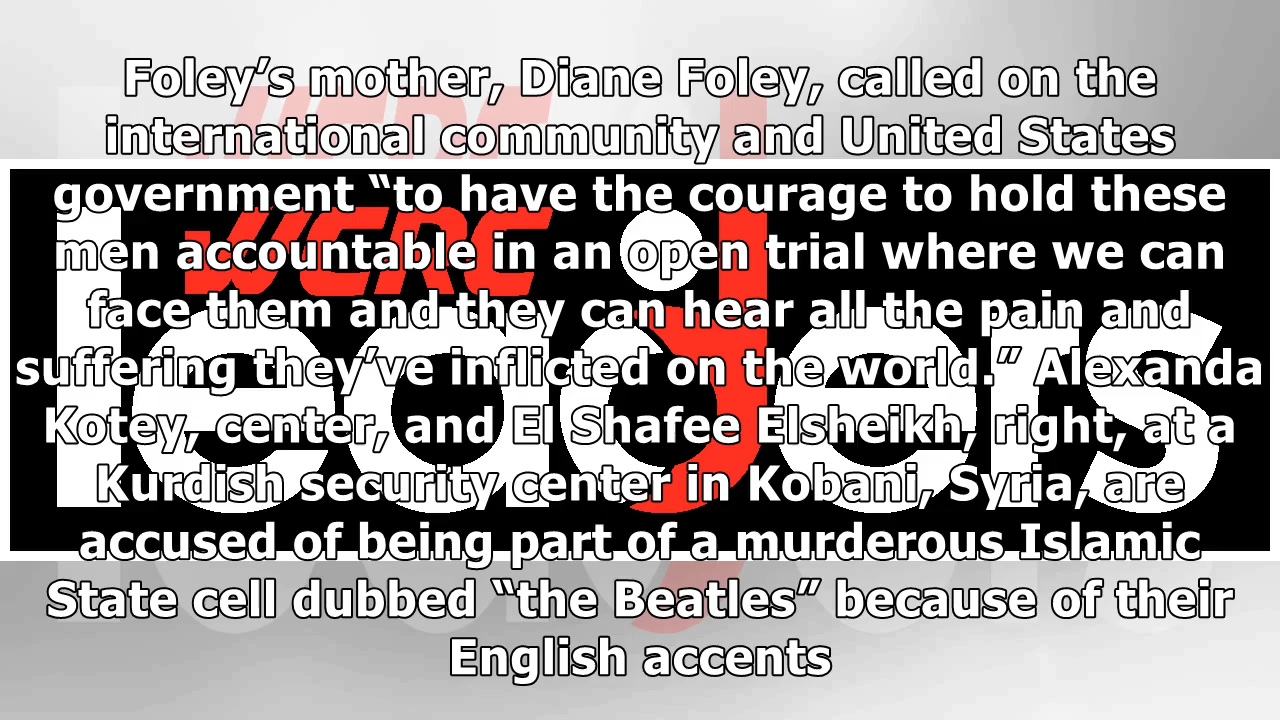 Foley’s mother, Diane Foley, called on the
international community and United States
government “to have the courage to hold these
men accountable in an open trial where we can
face them and they can hear all the pain and
suffering they’ve inflicted on the world.” Alexanda
Kotey, center, and El Shafee Elsheikh, right, at a
Kurdish security center in Kobani, Syria, are
accused of being part of a murderous Islamic
State cell dubbed “the Beatles” because of their
English accents